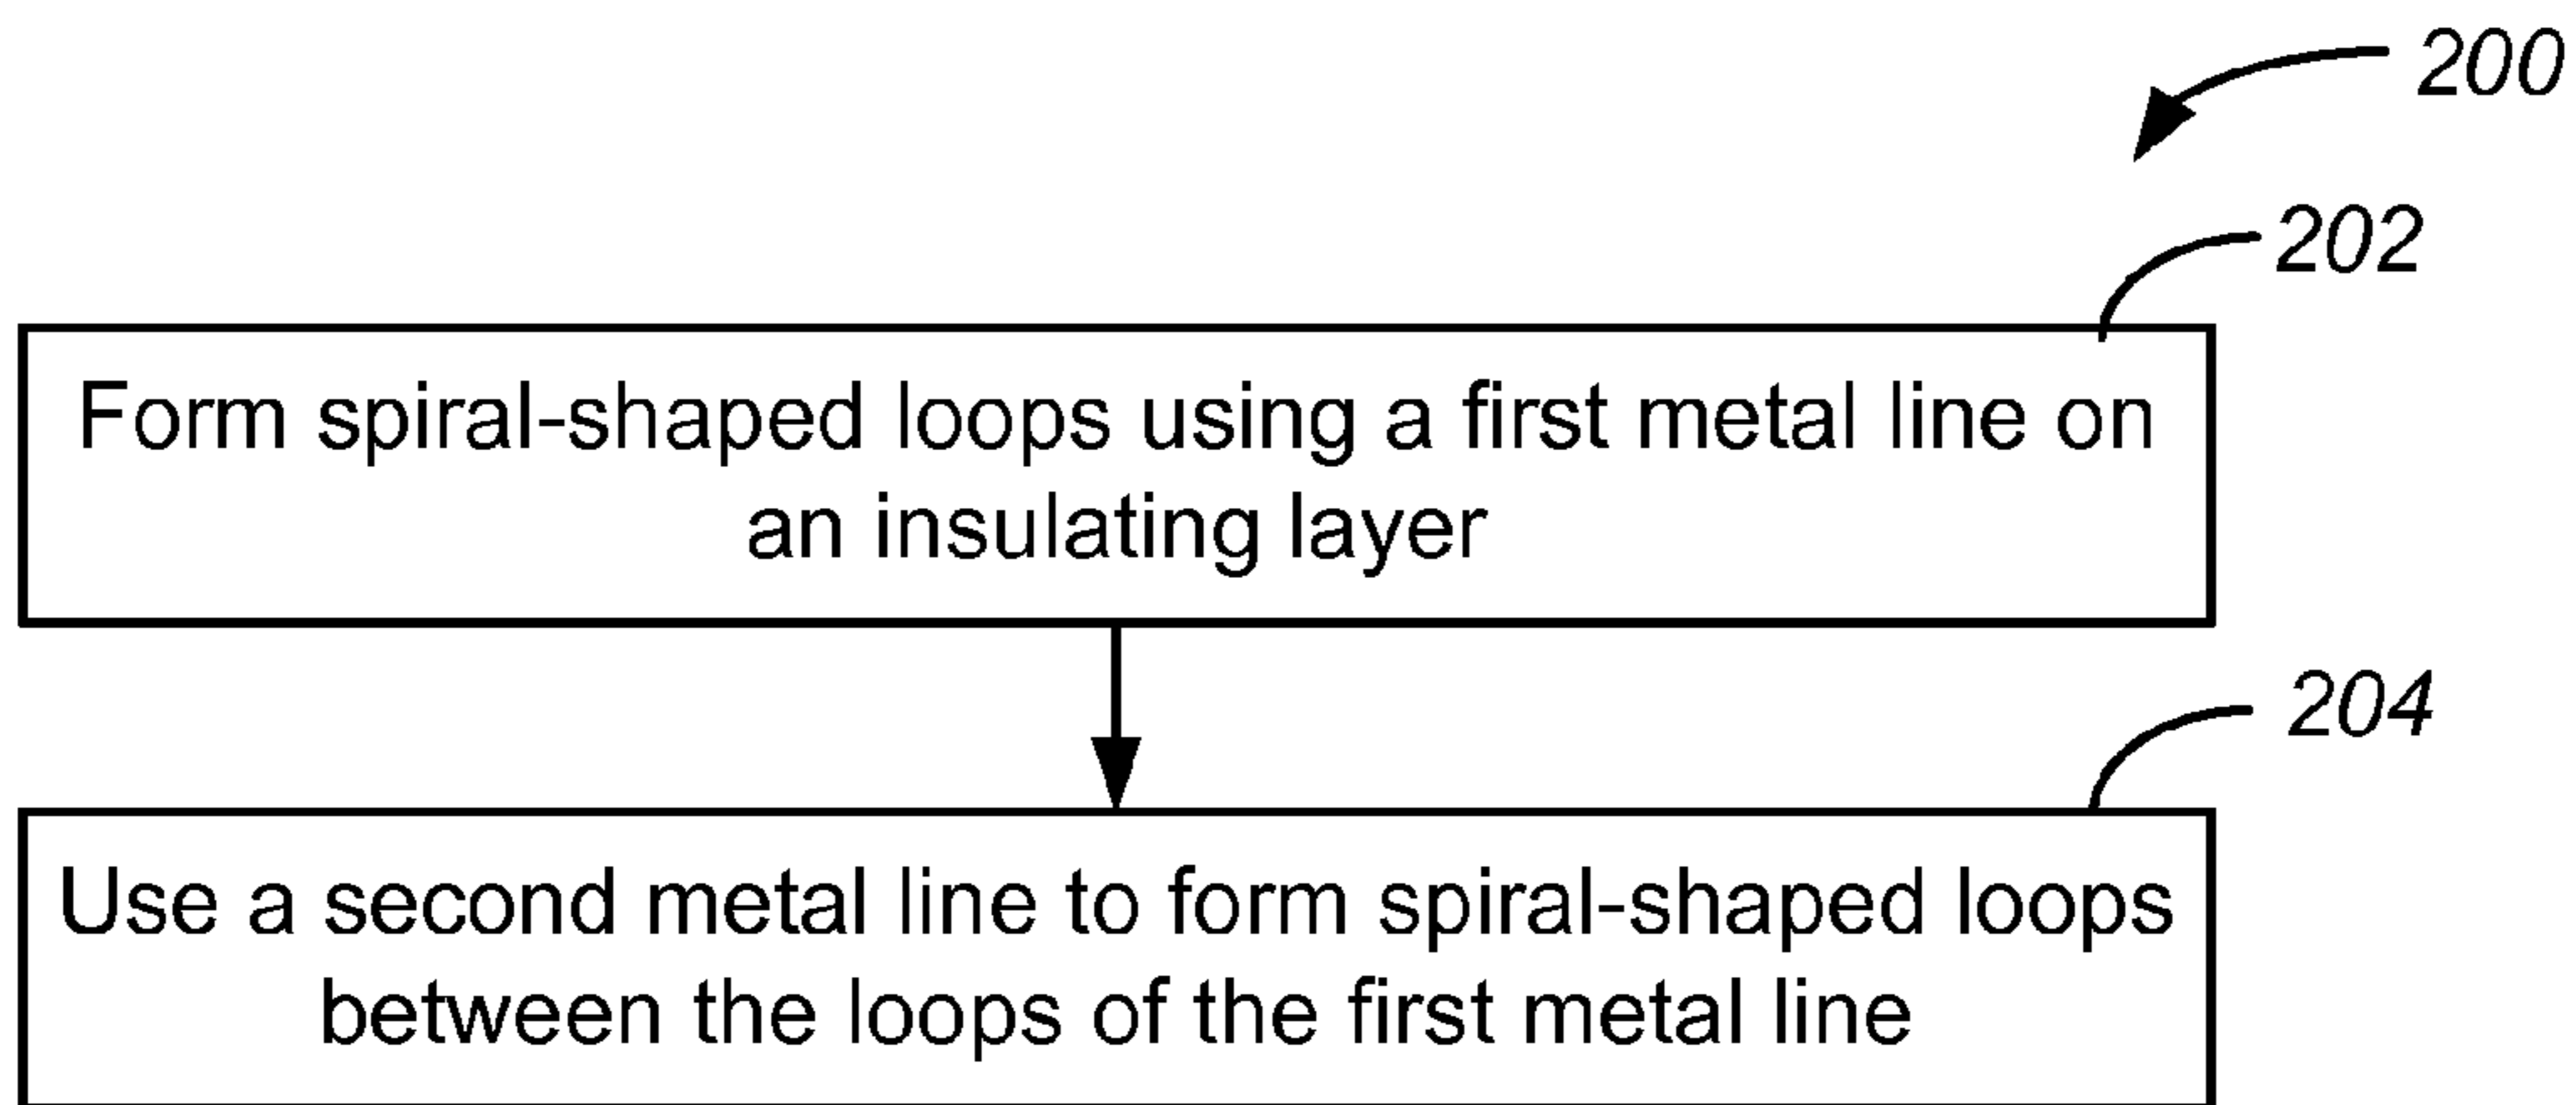 200
202
Form spiral-shaped loops using a first metal line on
an insulating layer
204
Use a second metal line to form spiral-shaped loops
between the loops of the first metal line